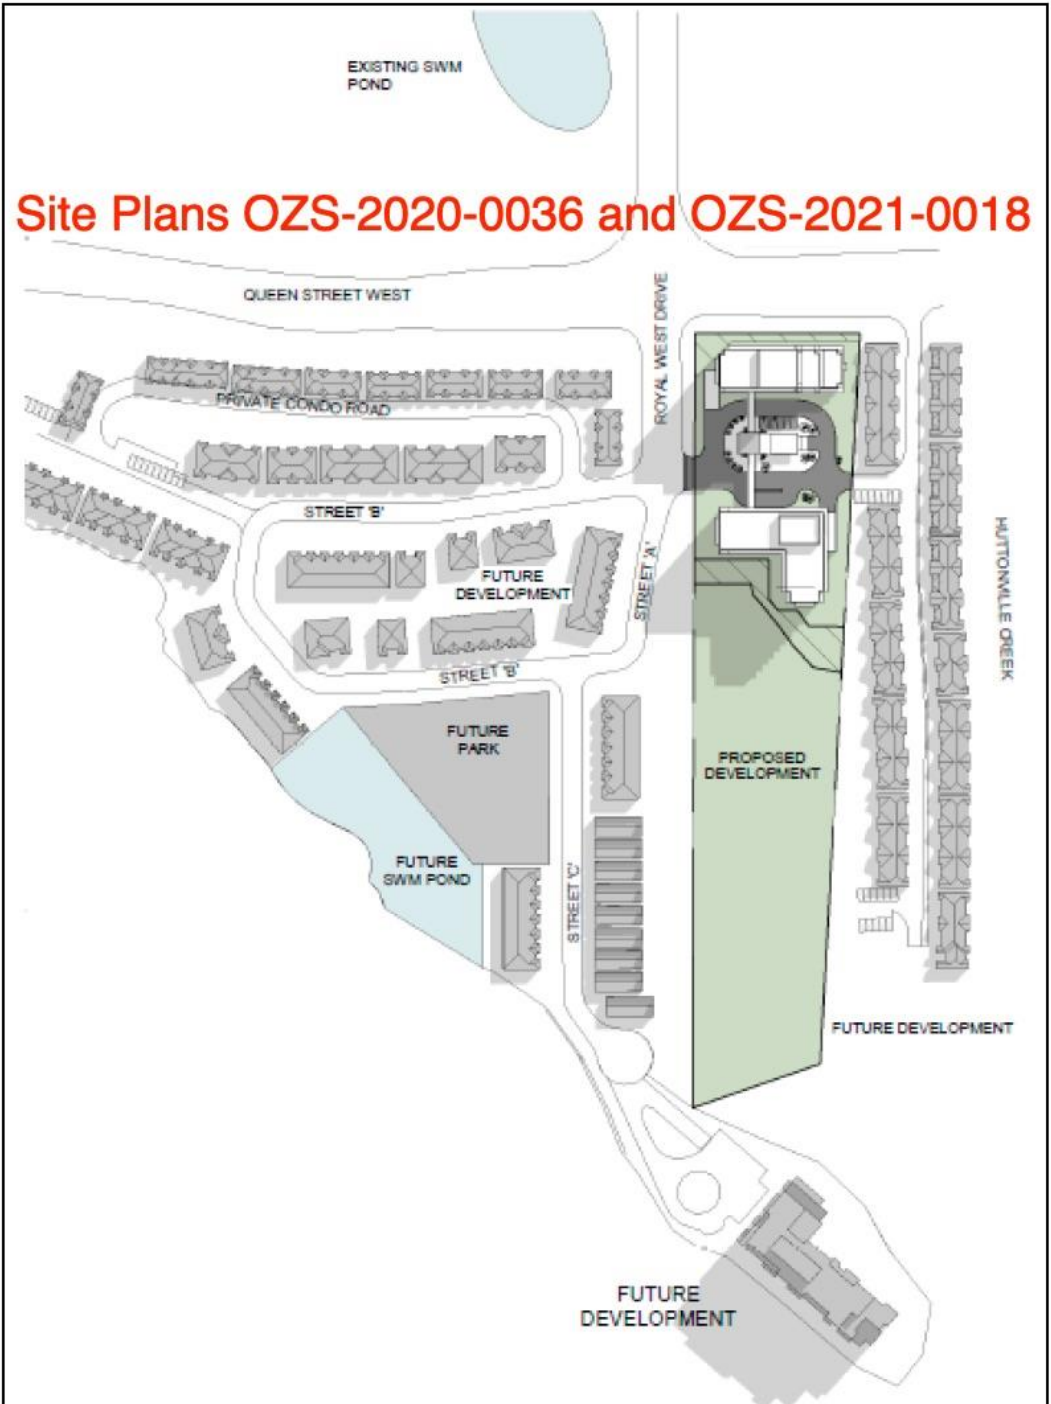 EXISTING SWM
POND
Site Plans OZS-2020-0036 and OZS-2021-0018
QUEEN STREET WEST
ROYAL WEST DRIVE
PRIVATE CONDO ROAD
STREET 'B'
FUTURE
DEVELOPMENT
STREET 'A'
HUTTONVILLE CREEK
STREET 'B'
FUTURE
PARK
PROPOSED
DEVELOPMENT
FUTURE
SWM POND
STREET 'C'
FUTURE DEVELOPMENT
FUTURE
DEVELOPMENT